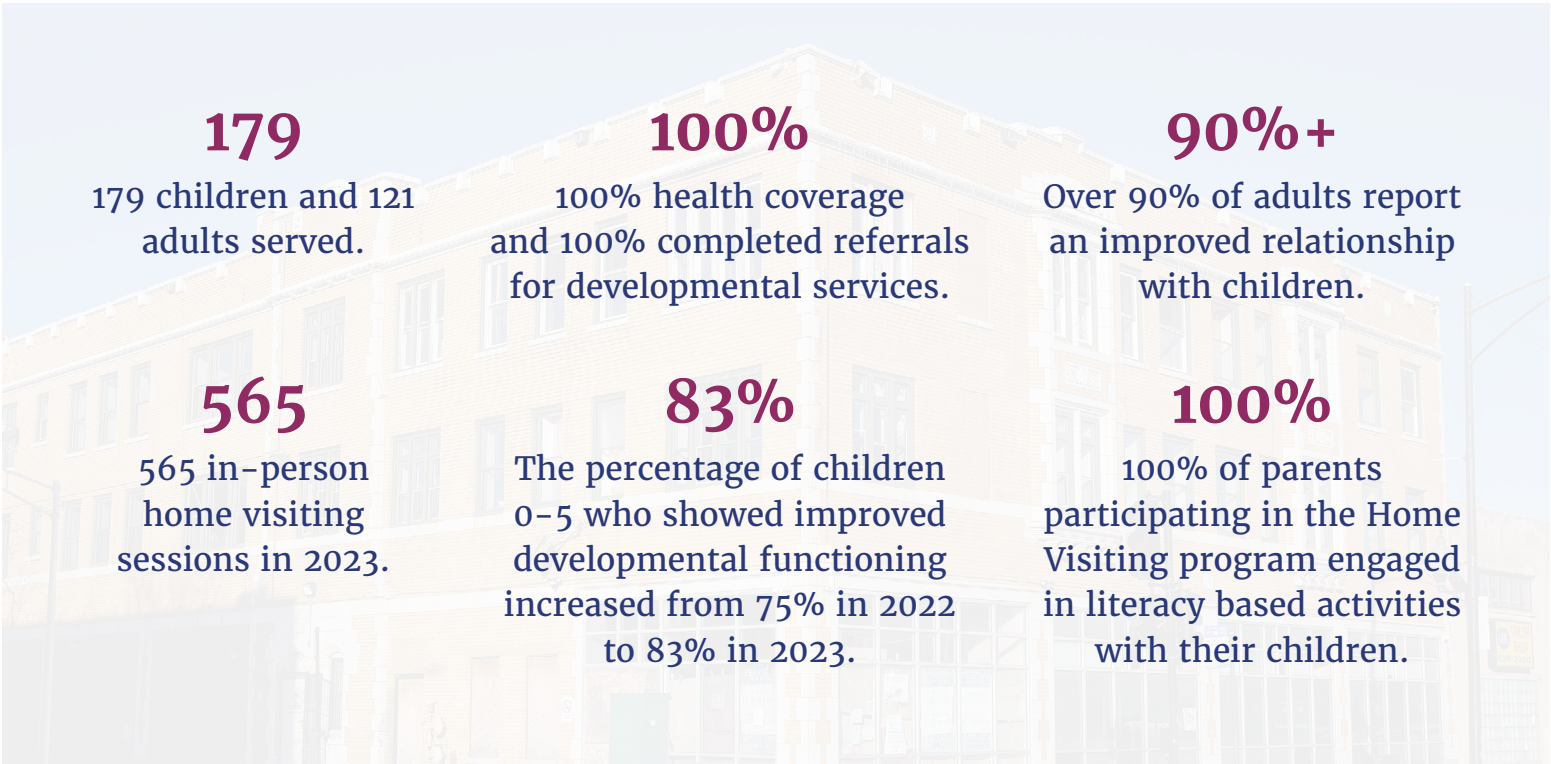 179
179 children and 121
adults served.
100%
100% health coverage
and 100% completed referrals
for developmental services.
90%+
Over 90% of adults report
an improved relationship
with children.
565
565 in-person
home visiting
sessions in 2023.
83%
The percentage of children
0-5 who showed improved
developmental functioning
increased from 75% in 2022
to 83% in 2023.
100%
100% of parents
participating in the Home
Visiting program engaged
in literacy based activities
with their children.